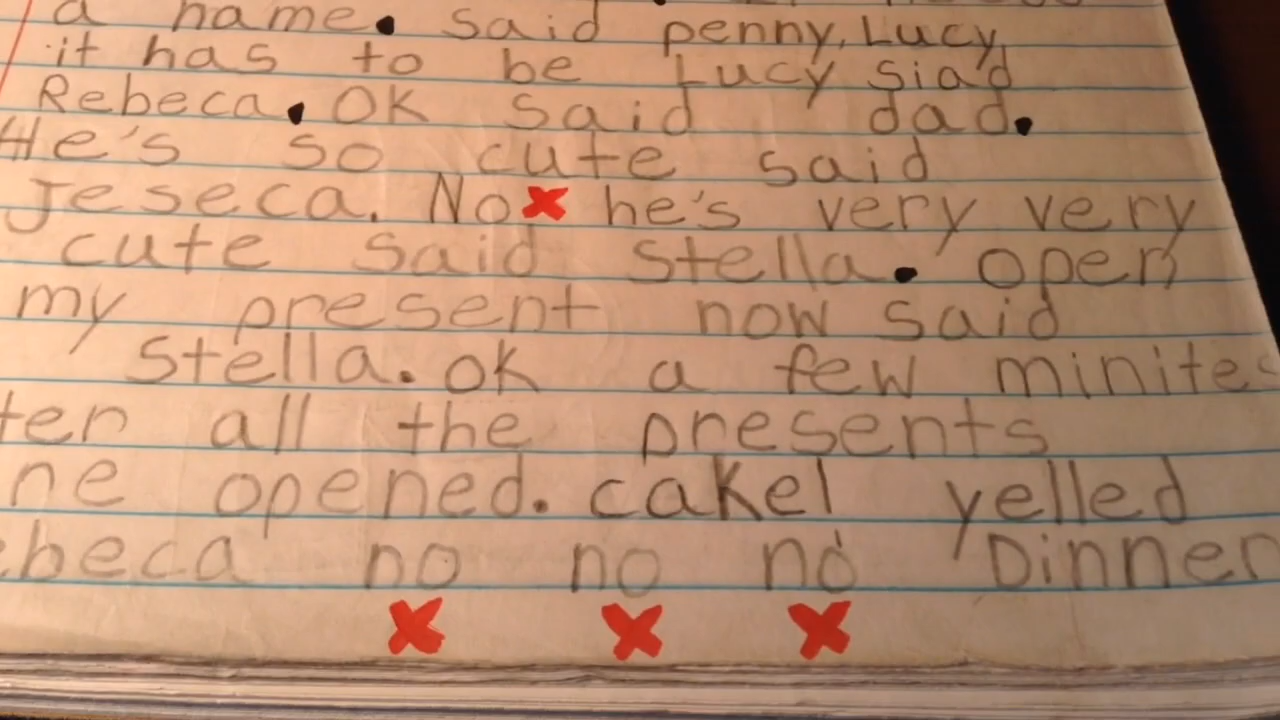 a name. said penny, Lucy,
it has to be Lucy siad
Rebeca. OK said dad.
He's so cute said
Jeseca. No he's very very
cute said stella. open
my present now said
stella. ok a few minites
ter all the presents
ne opened. cake! yelled
beca no no no Dinner